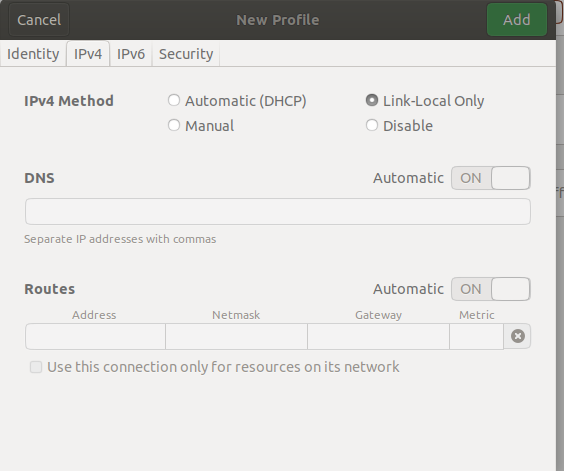 Cancel New Profile Add
Identity IPv4 IPv6 Security
IPv4 Method Automatic (DHCP) Link-Local Only
Manual Disable
DNS Automatic ON
Separate IP addresses with commas
Routes Automatic ON
Address Netmask Gateway Metric
Use this connection only for resources on its network